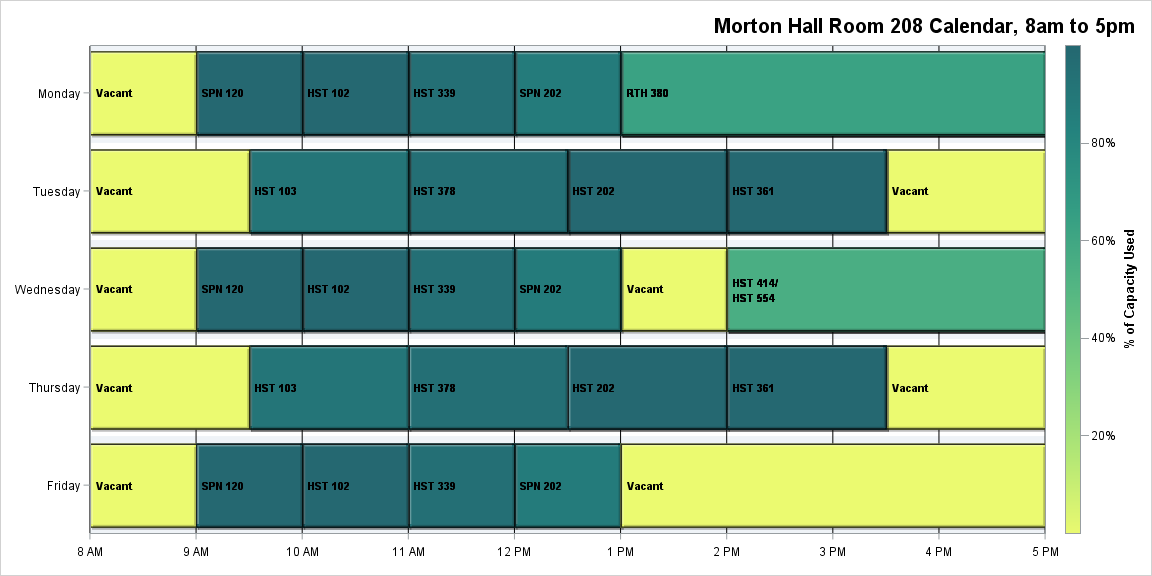 Morton Hall Room 208 Calendar, 8am to 5pm
Monday
Vacant
SPN 120
HST 102
HST 339
SPN 202
RTH 380
Tuesday
Vacant
HST 103
HST 378
HST 202
HST 361
Vacant
Wednesday
Vacant
SPN 120
HST 102
HST 339
SPN 202
Vacant
HST 414/
HST 554
Thursday
Vacant
HST 103
HST 378
HST 202
HST 361
Vacant
Friday
Vacant
SPN 120
HST 102
HST 339
SPN 202
Vacant
8 AM
9 AM
10 AM
11 AM
12 PM
1 PM
2 PM
3 PM
4 PM
5 PM
80%
60%
40%
20%
% of Capacity Used